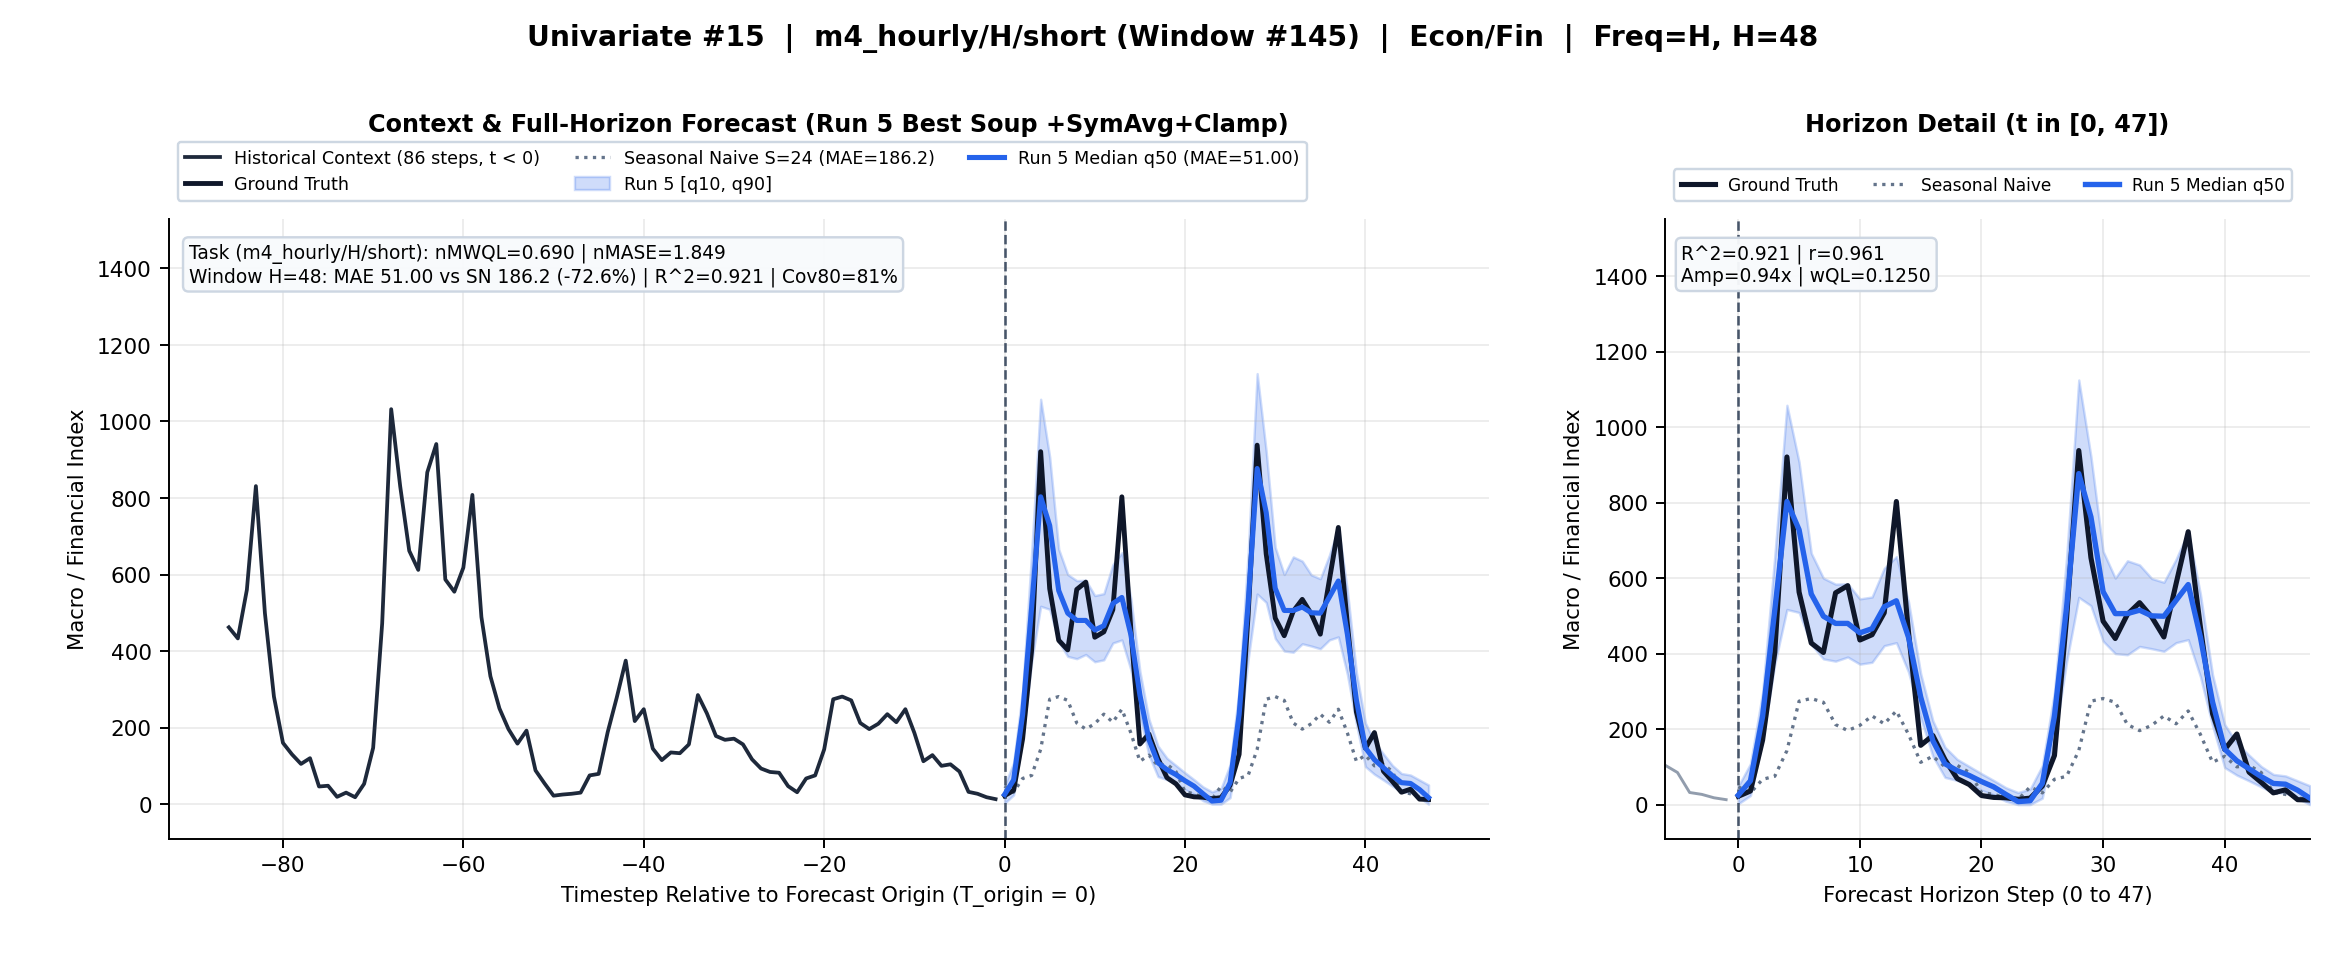 Univariate #15 | m4_hourly/H/short (Window #145) | Econ/Fin | Freq=H, H=48
Context & Full-Horizon Forecast (Run 5 Best Soup +SymAvg+Clamp)
Historical Context (86 steps, t < 0)
Ground Truth
Seasonal Naive S=24 (MAE=186.2)
Run 5 [q10, q90]
Run 5 Median q50 (MAE=51.00)
Task (m4_hourly/H/short): nMWQL=0.690 | nMASE=1.849
Window H=48: MAE 51.00 vs SN 186.2 (-72.6%) | R^2=0.921 | Cov80=81%
Macro / Financial Index
1400
1200
1000
800
600
400
200
0
−80 −60 −40 −20 0 20 40
Timestep Relative to Forecast Origin (T_origin = 0)
Horizon Detail (t in [0, 47])
Ground Truth Seasonal Naive Run 5 Median q50
R^2=0.921 | r=0.961
Amp=0.94x | wQL=0.1250
Macro / Financial Index
1400
1200
1000
800
600
400
200
0
0 10 20 30 40
Forecast Horizon Step (0 to 47)